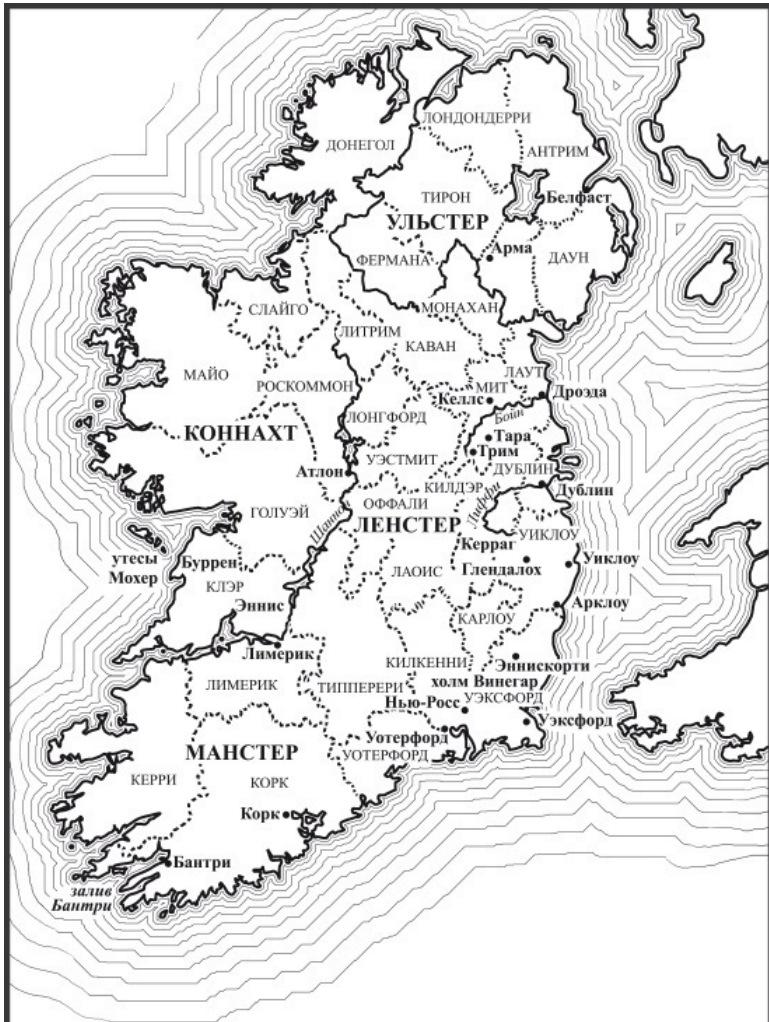 ЛОНДОНДЕРРИ
ДОНЕГОЛ
АНТРИМ
ТИРОН
Белфаст
УЛЬСТЕР
Арма
ФЕРМАНА
ДАУН
МОНАХАН
СЛАЙГО
ЛИТРИМ
КАВАН
МАЙО
ЛАУТ
РОСКОММОН
МИТ
Келлс
Дроэда
Бойн
ЛОНГФОРД
КОННАХТ
Тара
Трим
УЭСТМИТ
ДУБЛИН
Атлон
КИЛДЭР
Дублин
ОФФАЛИ
Лиффи
ГОЛУЭЙ
Шаннон
ЛЕНСТЕР
УИКЛОУ
утесы
Мохер
Буррен
Керраг
Глендалох
Уиклоу
КЛЭР
ЛАОИС
Эннис
Арклоу
КАРЛОУ
Лимерик
КИЛКЕННИ
Эннискорти
холм Винегар
ЛИМЕРИК
ТИППЕРЕРИ
УЭКСФОРД
Нью-Росс
Уэксфорд
Уотерфорд
МАНСТЕР
УОТЕРФОРД
КЕРРИ
КОРК
Корк
Бантри
залив
Бантри